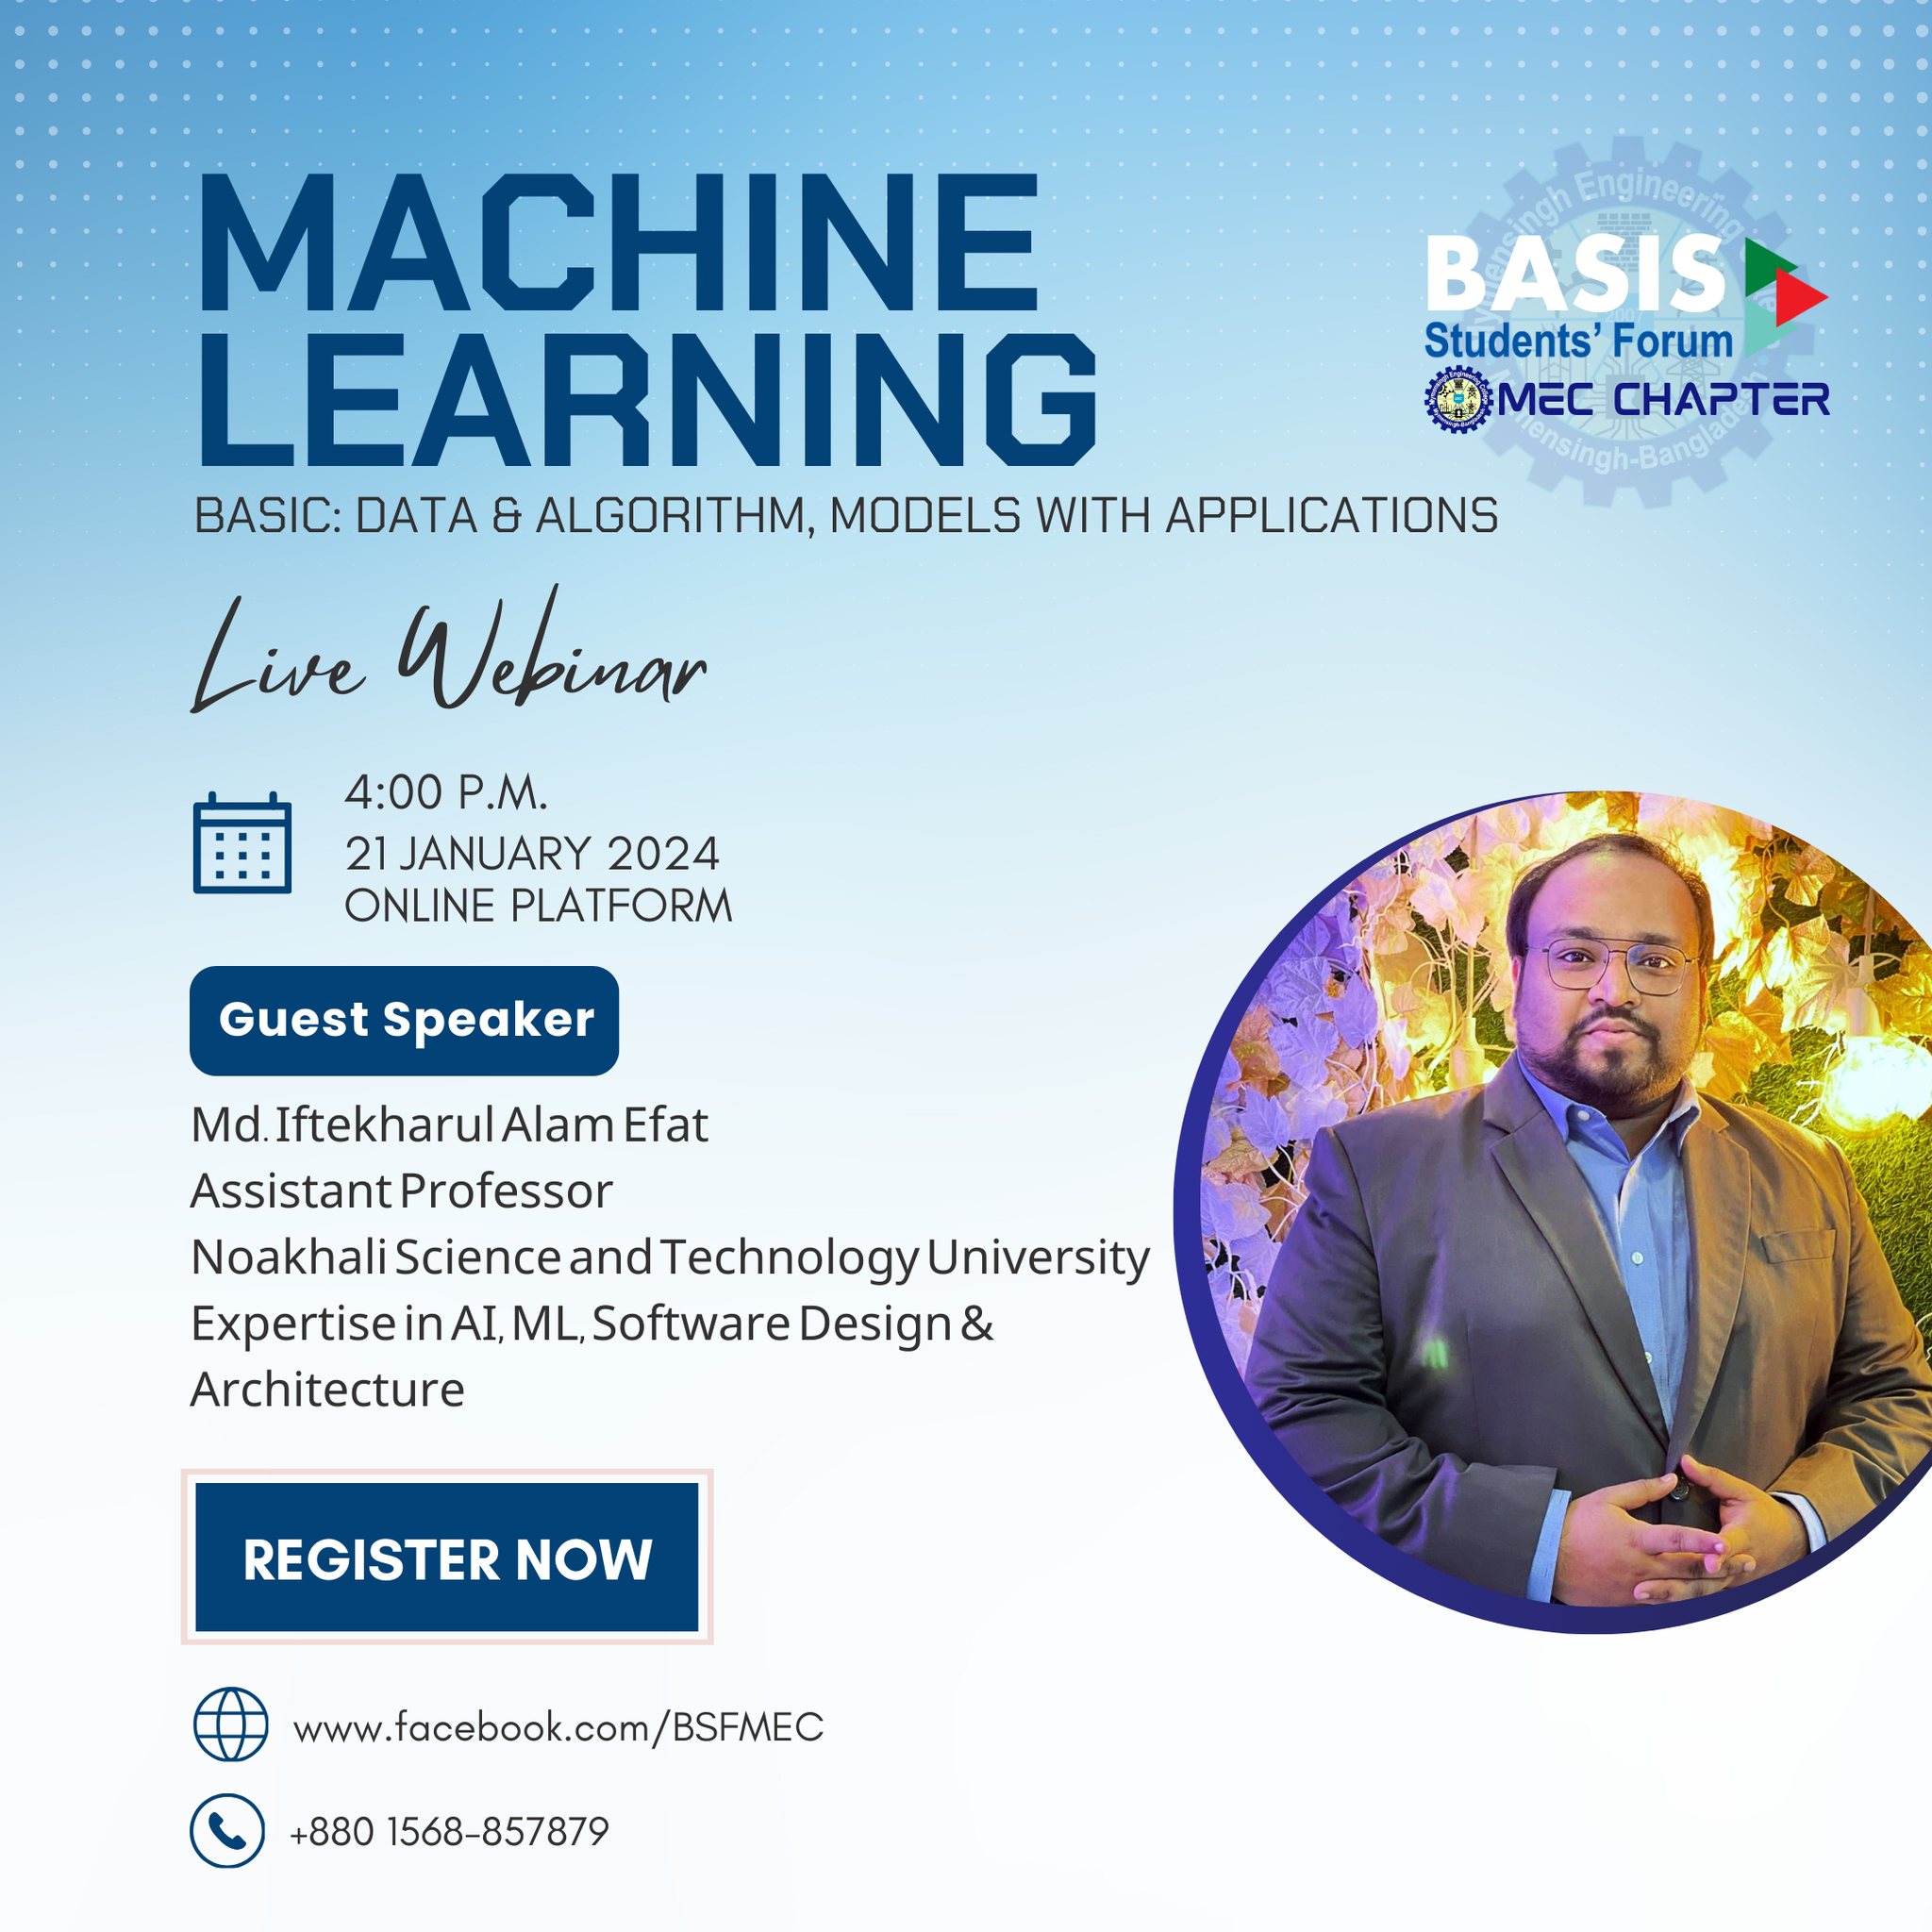 MACHINE
LEARNING
BASIC: DATA & ALGORITHM, MODELS WITH APPLICATIONS
BASIS
Students' Forum
MEC CHAPTER
Live Webinar
4:00 P.M.
21 JANUARY 2024
ONLINE PLATFORM
Guest Speaker
Md. Iftekharul Alam Efat
Assistant Professor
Noakhali Science and Technology University
Expertise in AI, ML, Software Design &
Architecture
REGISTER NOW
www.facebook.com/BSFMEC
+880 1568-857879